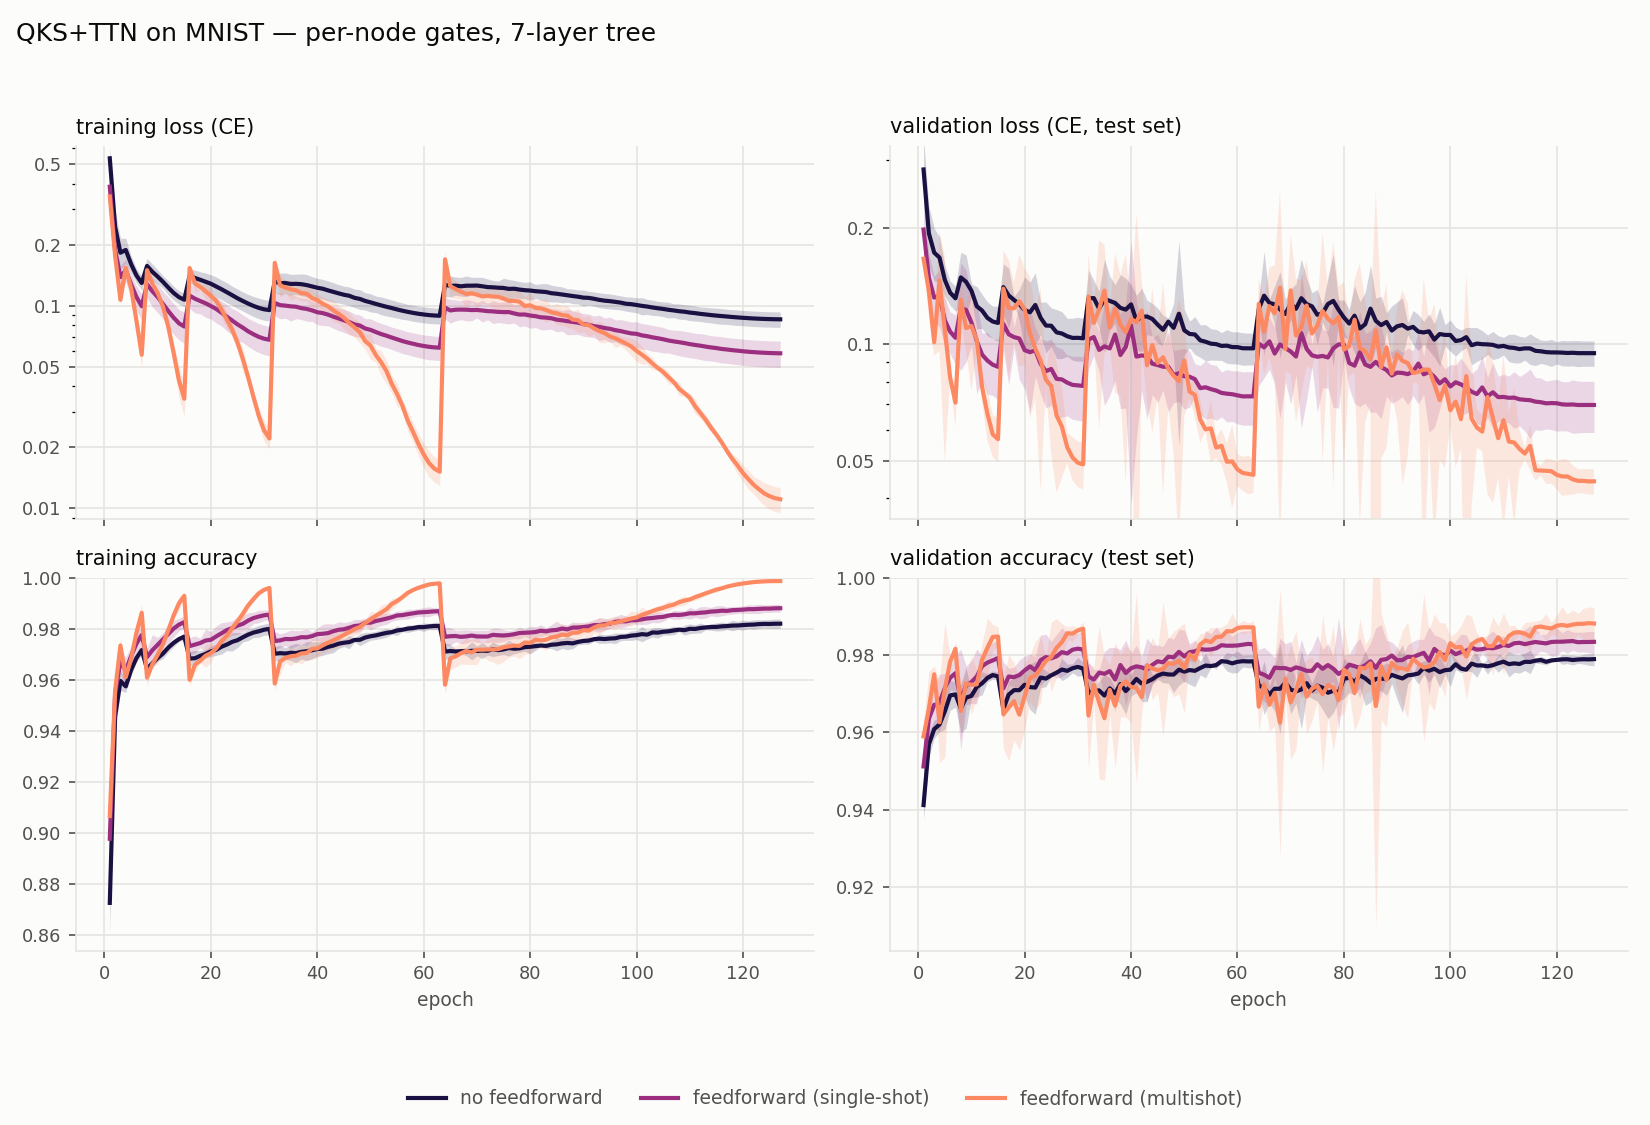 QKS+TTN on MNIST — per-node gates, 7-layer tree
training loss (CE)
0.5
0.2
0.1
0.05
0.02
0.01
validation loss (CE, test set)
0.2
0.1
0.05
training accuracy
1.00
0.98
0.96
0.94
0.92
0.90
0.88
0.86
0 20 40 60 80 100 120
epoch
validation accuracy (test set)
1.00
0.98
0.96
0.94
0.92
0 20 40 60 80 100 120
epoch
no feedforward feedforward (single-shot) feedforward (multishot)